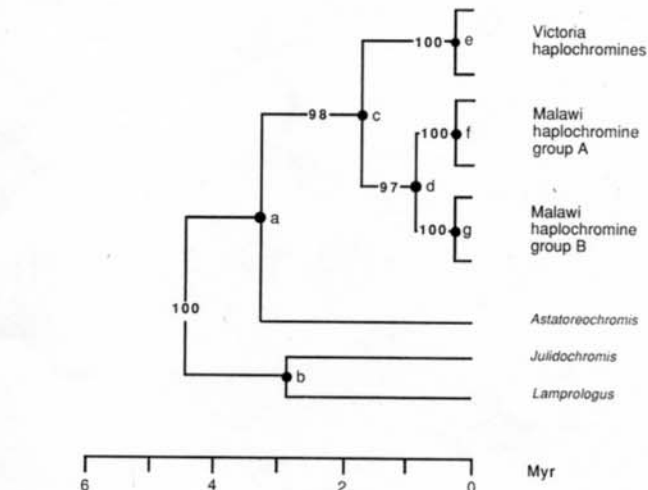 100 e
Victoria
haplochromines
98 c
100 f
Malawi
haplochromine
group A
97 d
100 g
Malawi
haplochromine
group B
a
Astatoreochromis
100
Julidochromis
b
Lamprologus
6 4 2 0
Myr